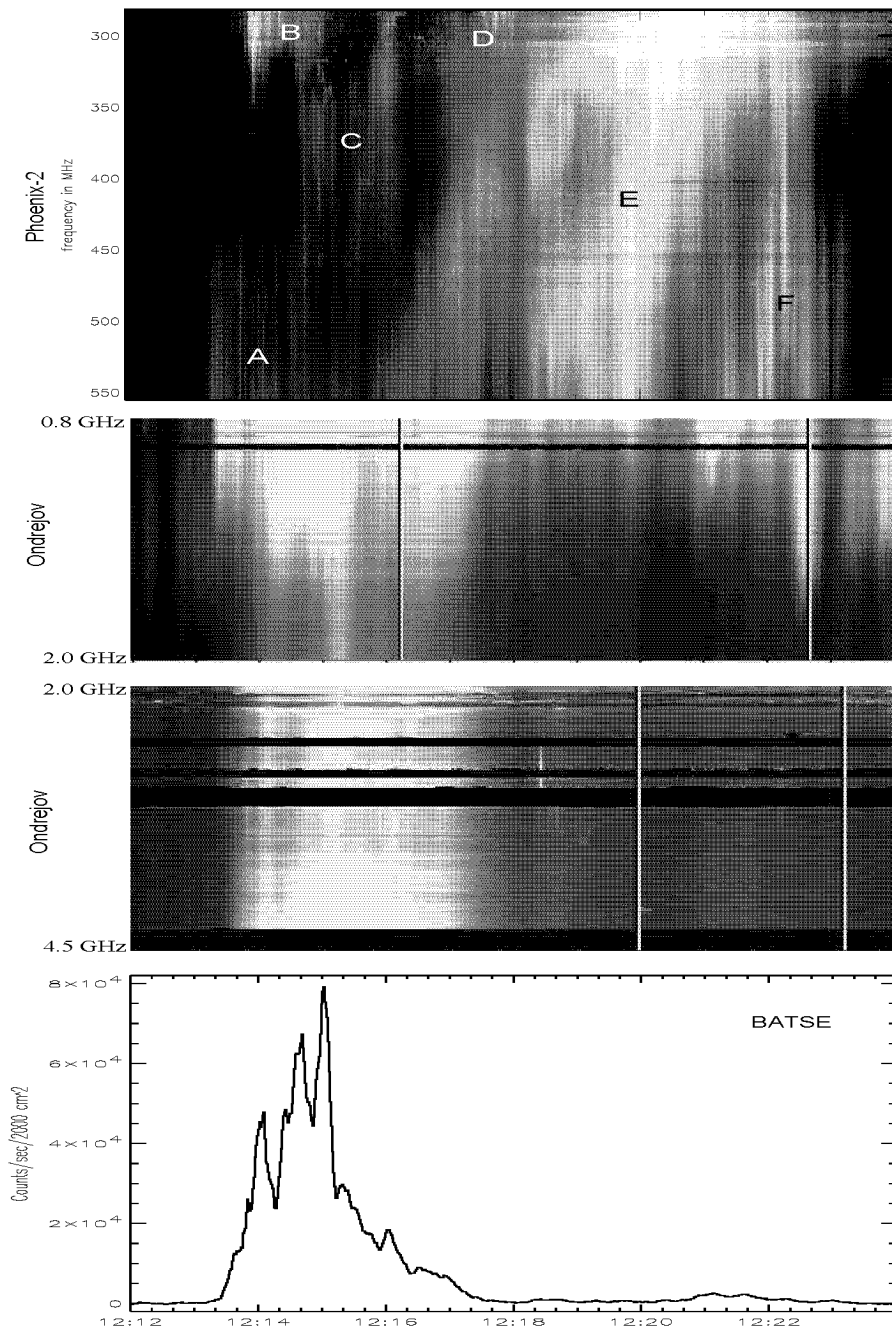 300
350
400
450
500
550
Phoenix-2
frequency in MHz
B
D
C
E
F
A
0.8 GHz
Ondrejov
2.0 GHz
2.0 GHz
Ondrejov
4.5 GHz
8×10⁴
6×10⁴
4×10⁴
2×10⁴
0
Counts/sec/2000 cm^2
BATSE
12:12 12:14 12:16 12:18 12:20 12:22